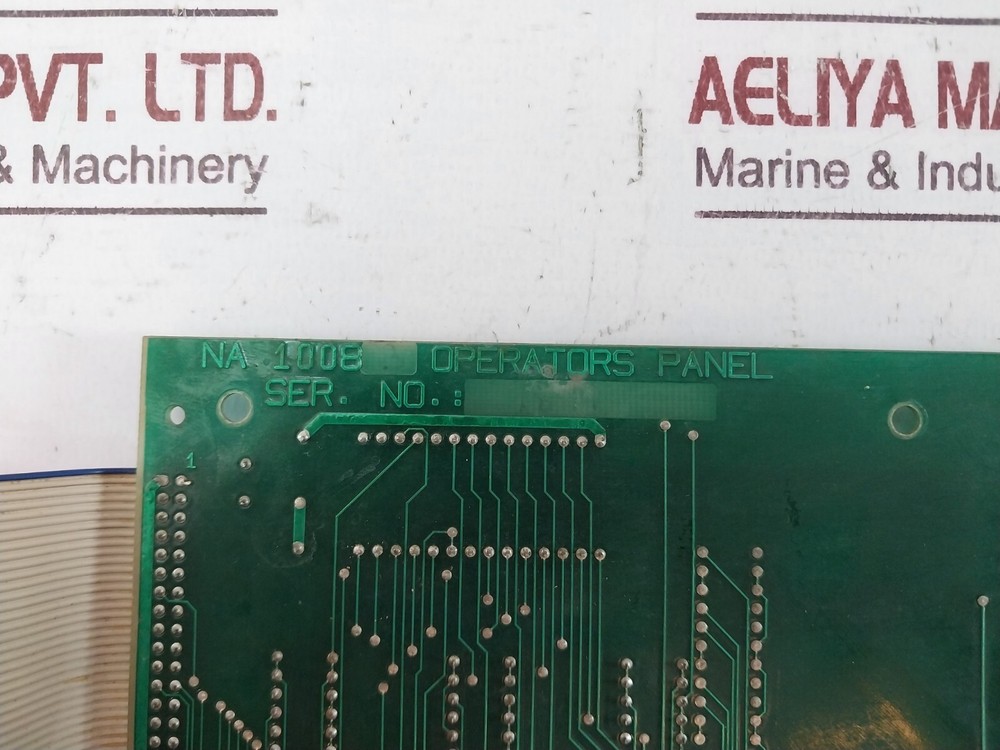 PVT. LTD.
& Machinery
AELIYA MA
Marine & Indu
NA 1008 OPERATORS PANEL
SER. NO.:
1